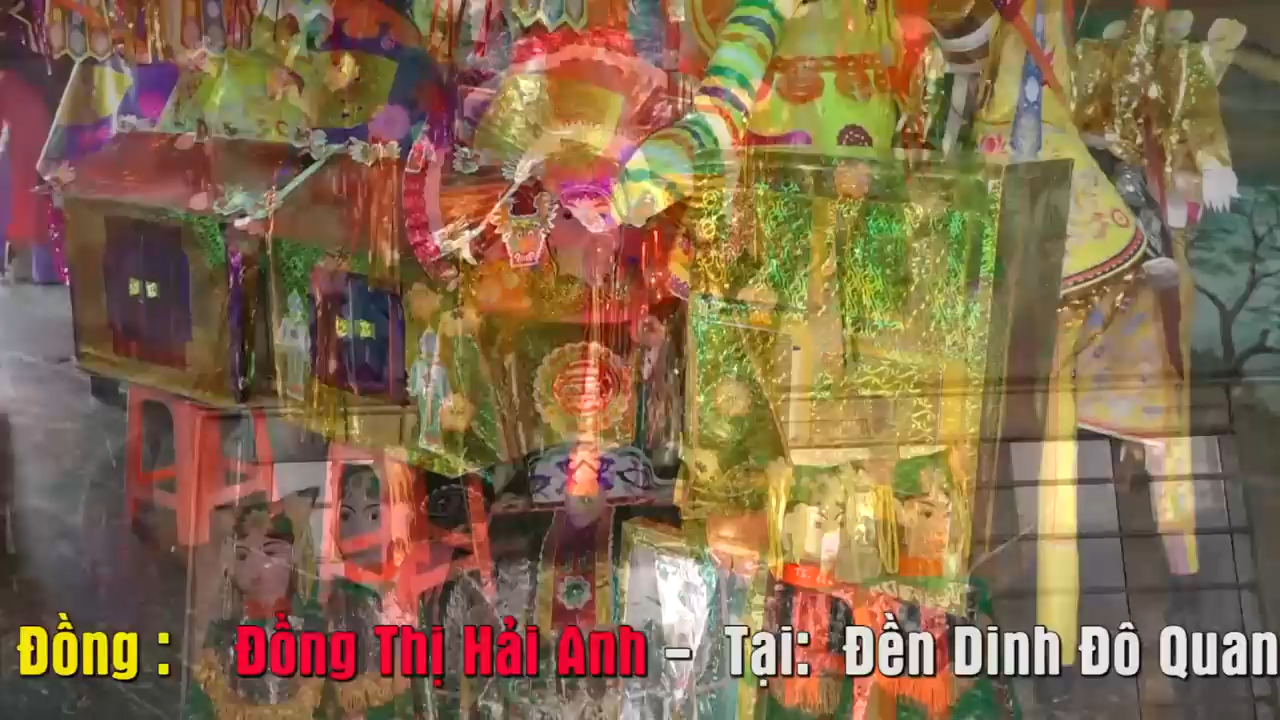 Đồng : Đồng Thị Hải Anh - Tại: Đền Dinh Đô Quan